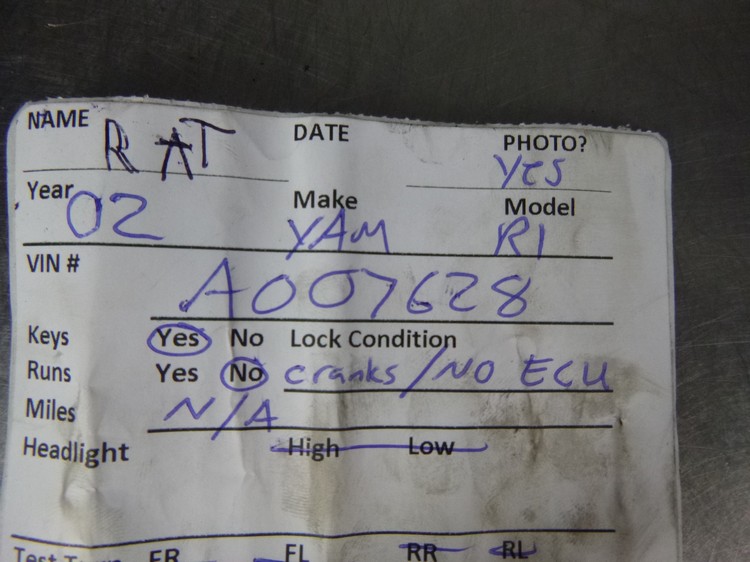 NAME RAT DATE PHOTO? Yes
Year 02 Make YAM Model R1
VIN # A007628
Keys Yes No Lock Condition
Runs Yes No cranks/NO ECU
Miles N/A
Headlight High Low
FR FL RR RL